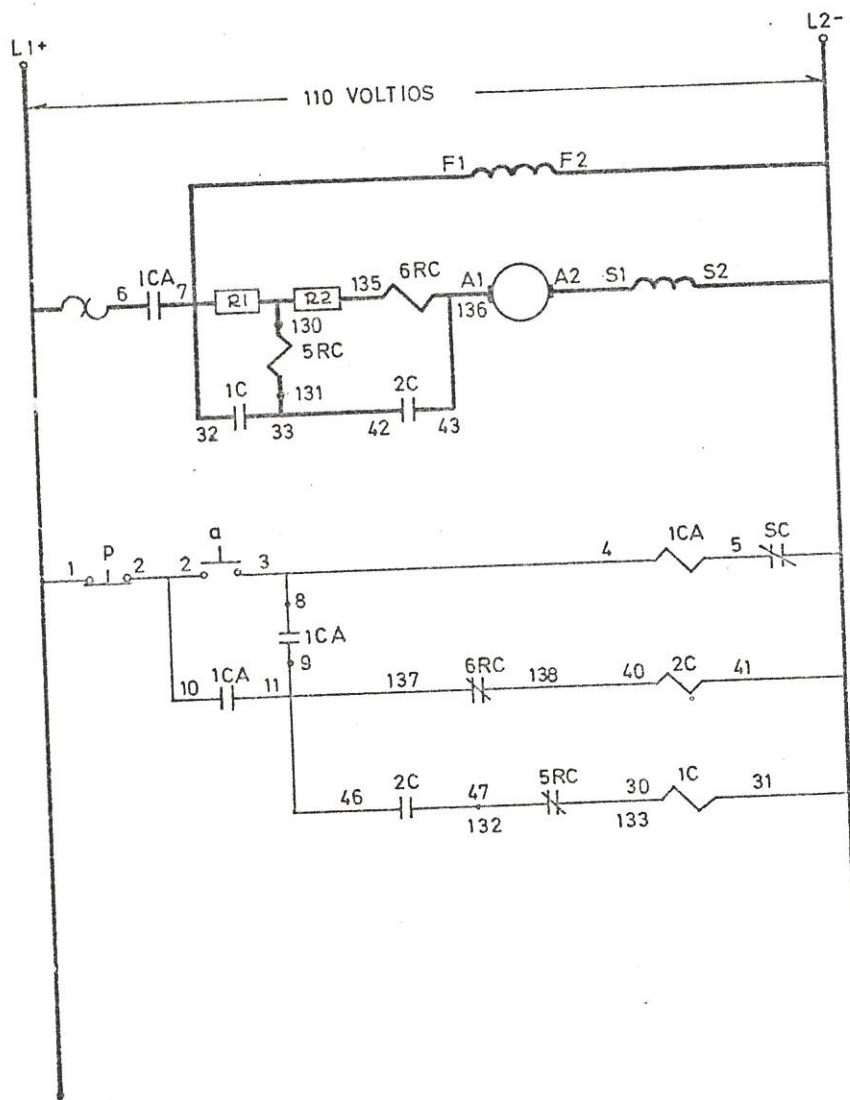 L1+ L2-
110 VOLTIOS
F1 F2
6 1CA 7 R1 R2 135 6RC A1 A2 S1 S2
136
130
5RC
131
1C 2C
32 33 42 43
a
P 1CA SC
1 2 2 3 4 5
8
1CA
9
1CA 6RC 2C
10 11 137 138 40 41
2C 5RC 1C
46 47 30 31
132 133